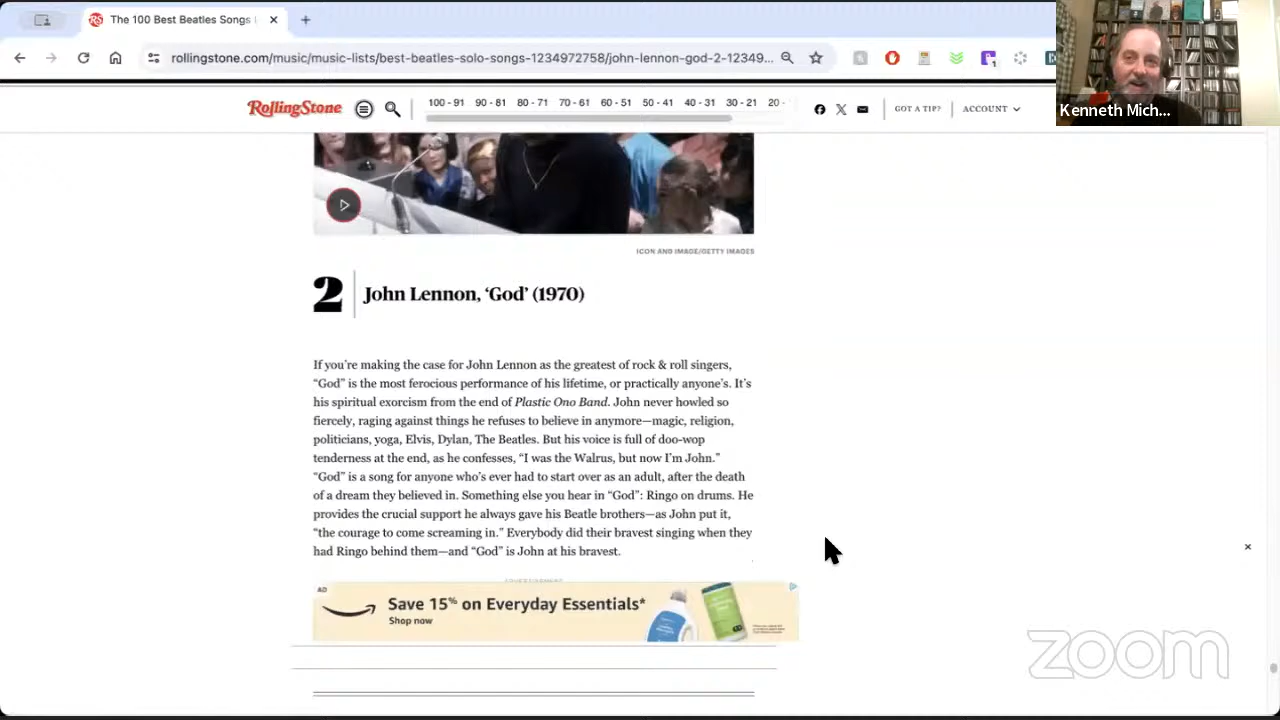 The 100 Best Beatles Songs
rollingstone.com/music/music-lists/best-beatles-solo-songs-1234972758/john-lennon-god-2-12349...
RollingStone
100 - 91 90 - 81 80 - 71 70 - 61 60 - 51 50 - 41 40 - 31 30 - 21 20 -
GOT A TIP?
ACCOUNT
Kenneth Mich...
ICON AND IMAGE/GETTY IMAGES
2
John Lennon, ‘God’ (1970)
If you’re making the case for John Lennon as the greatest of rock & roll singers,
“God” is the most ferocious performance of his lifetime, or practically anyone’s. It’s
his spiritual exorcism from the end of Plastic Ono Band. John never howled so
fiercely, raging against things he refuses to believe in anymore—magic, religion,
politicians, yoga, Elvis, Dylan, The Beatles. But his voice is full of doo-wop
tenderness at the end, as he confesses, “I was the Walrus, but now I’m John.”
“God” is a song for anyone who’s ever had to start over as an adult, after the death
of a dream they believed in. Something else you hear in “God”: Ringo on drums. He
provides the crucial support he always gave his Beatle brothers—as John put it,
“the courage to come screaming in.” Everybody did their bravest singing when they
had Ringo behind them—and “God” is John at his bravest.
ADVERTISEMENT
AD
Save 15% on Everyday Essentials*
Shop now
zoom